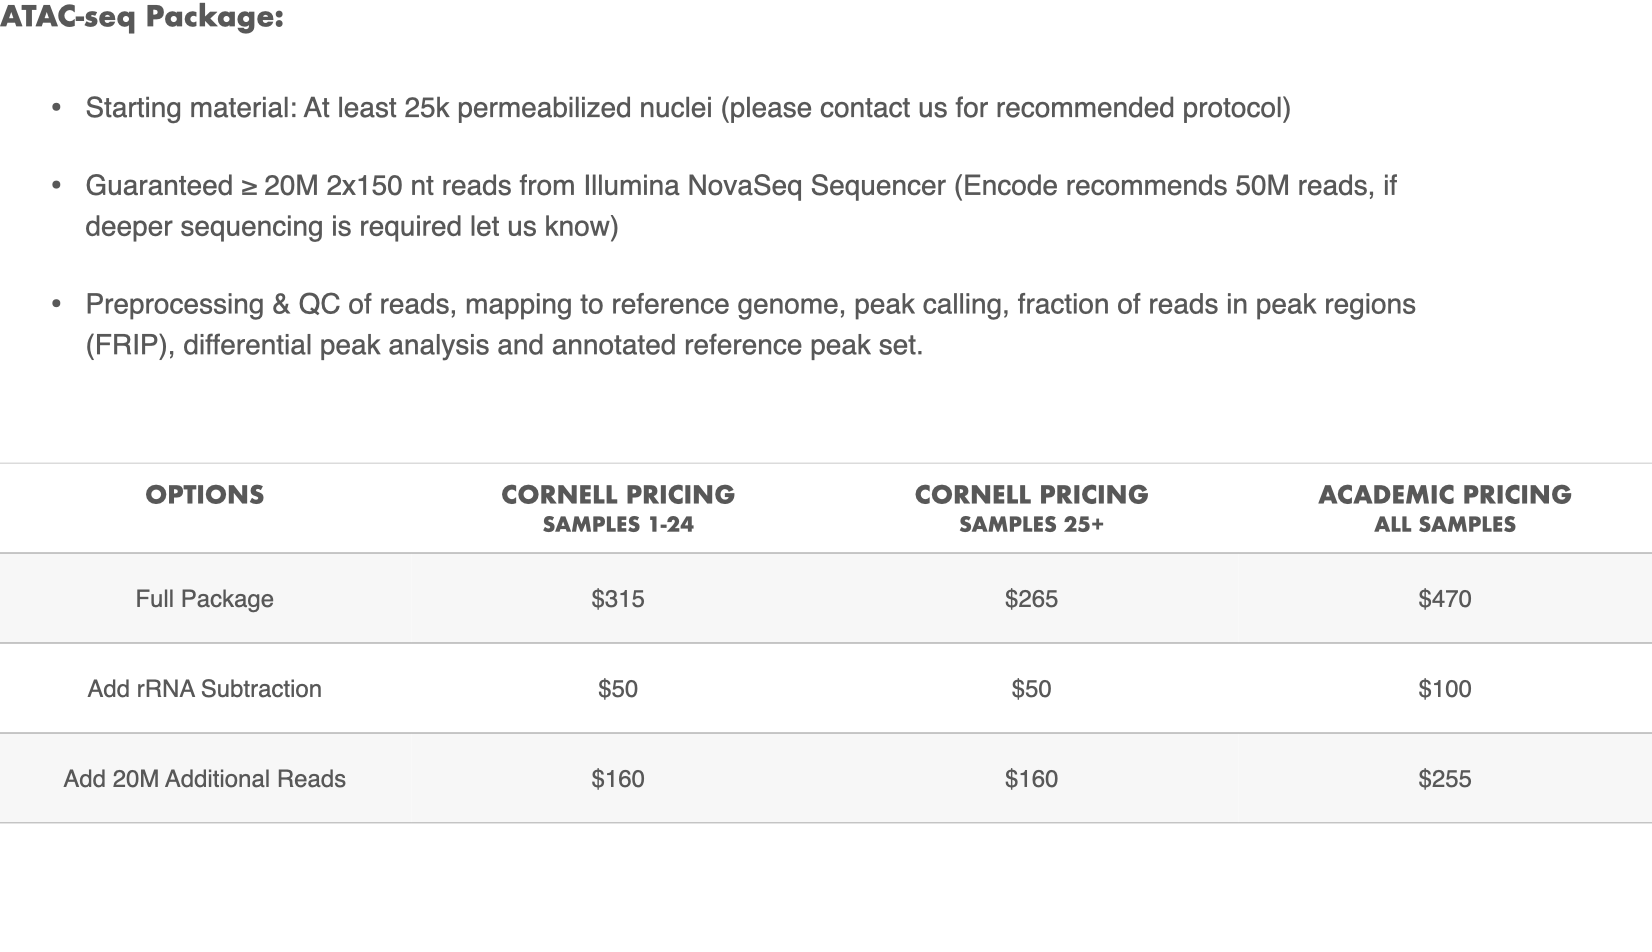 ATAC-seq Package:
• Starting material: At least 25k permeabilized nuclei (please contact us for recommended protocol)
• Guaranteed ≥ 20M 2x150 nt reads from Illumina NovaSeq Sequencer (Encode recommends 50M reads, if
deeper sequencing is required let us know)
• Preprocessing & QC of reads, mapping to reference genome, peak calling, fraction of reads in peak regions
(FRIP), differential peak analysis and annotated reference peak set.
OPTIONS CORNELL PRICING CORNELL PRICING ACADEMIC PRICING
SAMPLES 1-24 SAMPLES 25+ ALL SAMPLES
Full Package $315 $265 $470
Add rRNA Subtraction $50 $50 $100
Add 20M Additional Reads $160 $160 $255